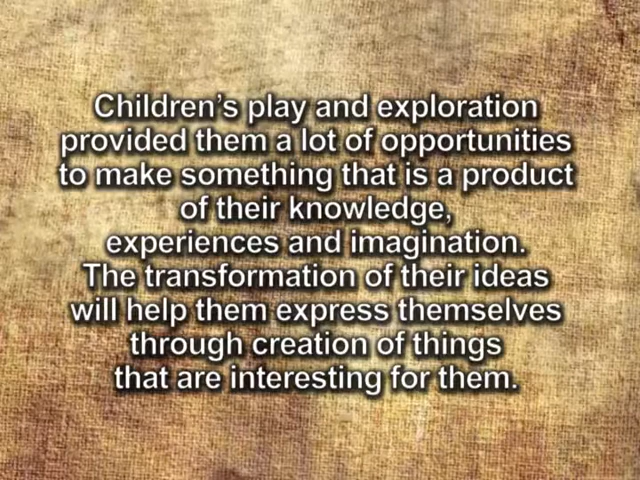 Children’s play and exploration
provided them a lot of opportunities
to make something that is a product
of their knowledge,
experiences and imagination.
The transformation of their ideas
will help them express themselves
through creation of things
that are interesting for them.